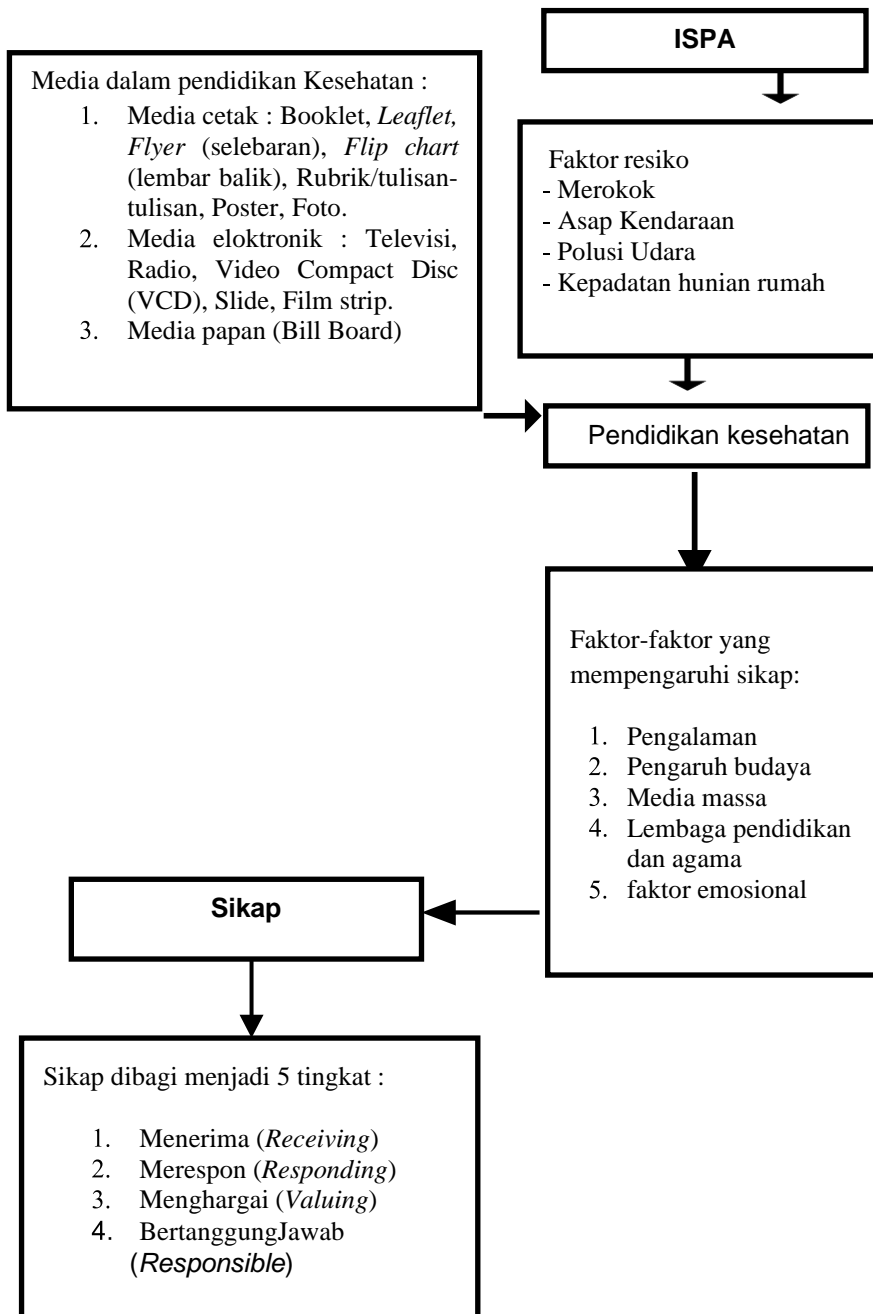 ISPA
Media dalam pendidikan Kesehatan :
1. Media cetak : Booklet, Leaflet,
Flyer (selebaran), Flip chart
(lembar balik), Rubrik/tulisan-
tulisan, Poster, Foto.
2. Media eloktronik : Televisi,
Radio, Video Compact Disc
(VCD), Slide, Film strip.
3. Media papan (Bill Board)
Faktor resiko
- Merokok
- Asap Kendaraan
- Polusi Udara
- Kepadatan hunian rumah
Pendidikan kesehatan
Faktor-faktor yang
mempengaruhi sikap:
1. Pengalaman
2. Pengaruh budaya
3. Media massa
4. Lembaga pendidikan
dan agama
5. faktor emosional
Sikap
Sikap dibagi menjadi 5 tingkat :
1. Menerima (Receiving)
2. Merespon (Responding)
3. Menghargai (Valuing)
4. BertanggungJawab
(Responsible)